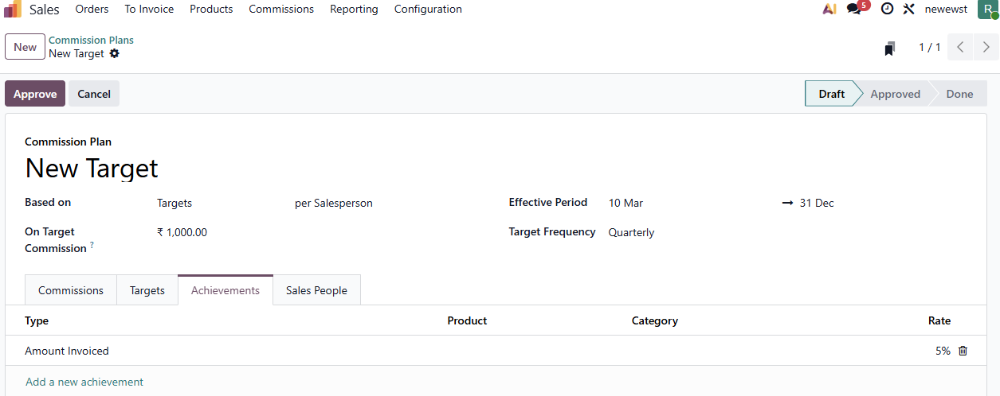 Sales Orders To Invoice Products Commissions Reporting Configuration AI 5 newewst R
New Commission Plans
New Target 1 / 1
Approve Cancel Draft Approved Done
Commission Plan
New Target
Based on Targets per Salesperson Effective Period 10 Mar → 31 Dec
On Target Commission ? ₹ 1,000.00 Target Frequency Quarterly
Commissions Targets Achievements Sales People
Type Product Category Rate
Amount Invoiced 5%
Add a new achievement